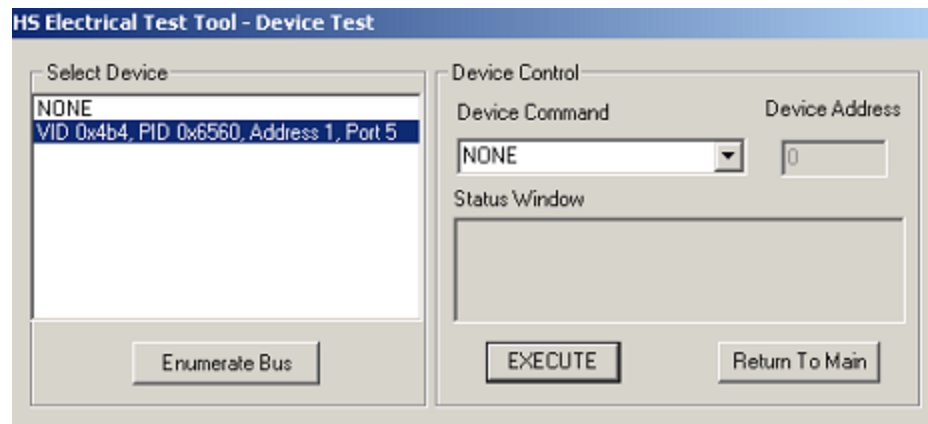 HS Electrical Test Tool - Device Test
Select Device
NONE
VID 0x4b4, PID 0x6560, Address 1, Port 5
Enumerate Bus
Device Control
Device Command
Device Address
NONE
0
Status Window
EXECUTE
Return To Main